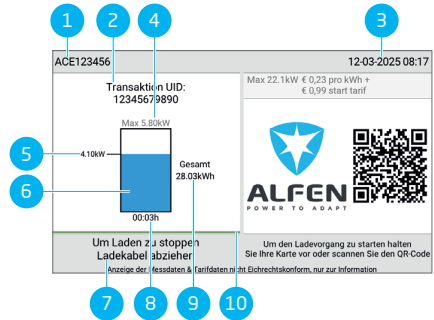 1
2
4
3
ACE123456
12-03-2025 08:17
Transaktion UID:
12345679890
Max 22.1kW € 0,23 pro kWh +
€ 0,99 start tarif
Max 5.80kW
5
4.10kW
6
Gesamt
28.03kWh
00:03h
ALFEN
POWER TO ADAPT
Um Laden zu stoppen
Ladekabel abziehen
Um den Ladevorgang zu starten halten
Sie Ihre Karte vor oder scannen Sie den QR-Code
Anzeige der Messdaten & Tarifdaten nicht Eichrechtskonform, nur zur Information
7
8
9
10